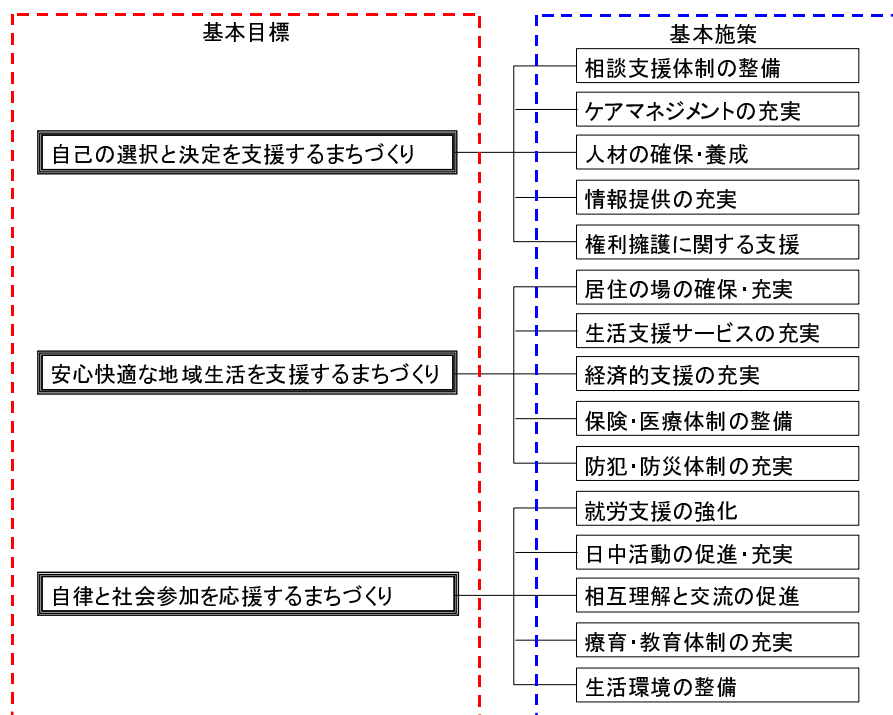 基本目標
基本施策
自己の選択と決定を支援するまちづくり
相談支援体制の整備
ケアマネジメントの充実
人材の確保・養成
情報提供の充実
権利擁護に関する支援
安心快適な地域生活を支援するまちづくり
居住の場の確保・充実
生活支援サービスの充実
経済的支援の充実
保険・医療体制の整備
防犯・防災体制の充実
自律と社会参加を応援するまちづくり
就労支援の強化
日中活動の促進・充実
相互理解と交流の促進
療育・教育体制の充実
生活環境の整備